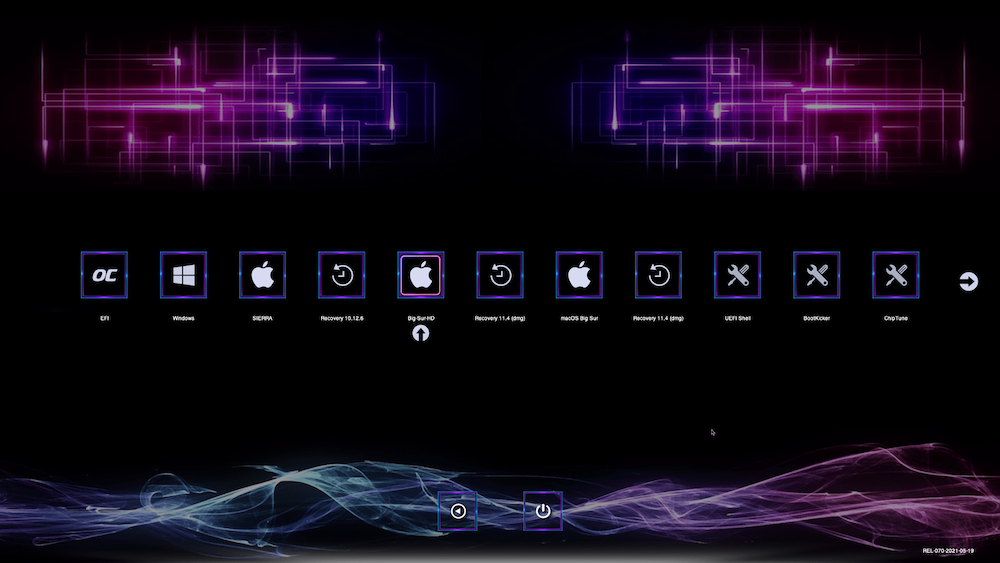 OC
EFI
Windows
SIERRA
Recovery 10.12.6
Big-Sur-HD
Recovery 11.4 (dmg)
macOS Big Sur
Recovery 11.4 (dmg)
UEFI Shell
BootKicker
ChipTune
REL-070-2021-05-19